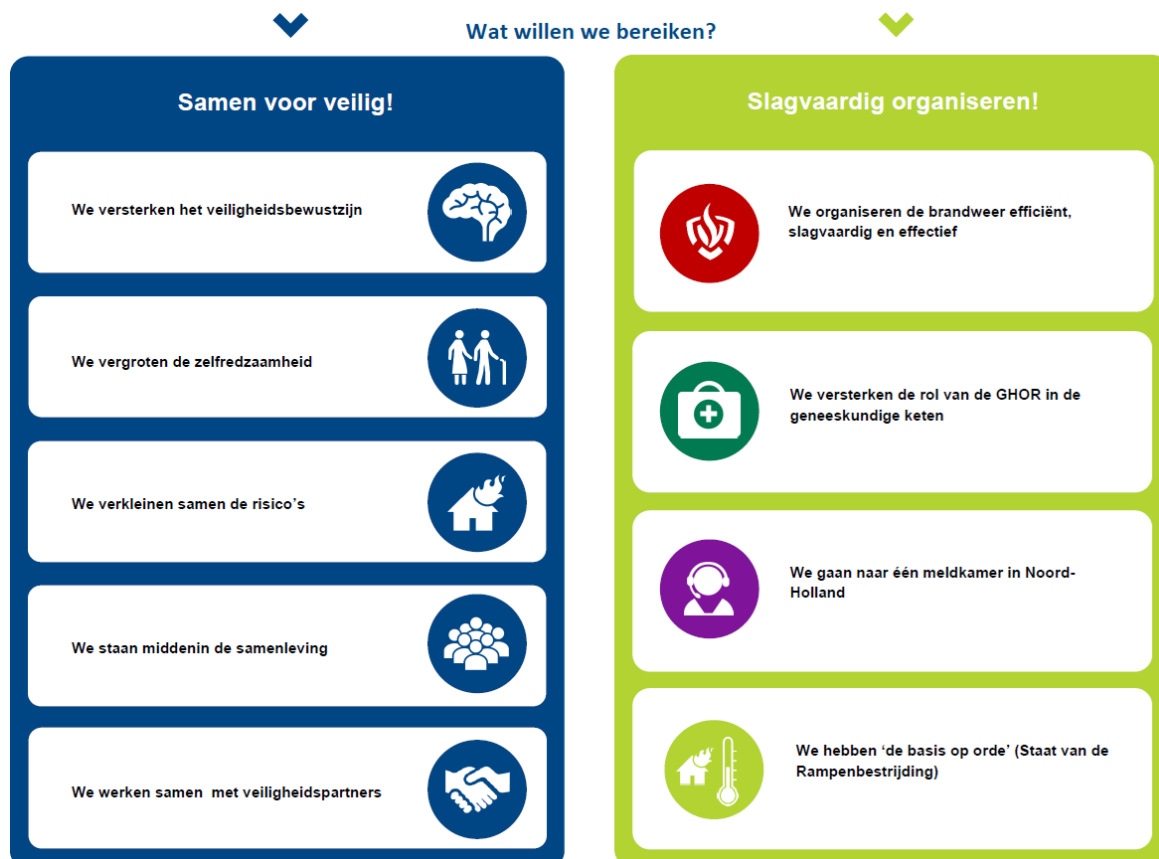 Wat willen we bereiken?
Samen voor veilig!
We versterken het veiligheidsbewustzijn
We vergroten de zelfredzaamheid
We verkleinen samen de risico's
We staan middenin de samenleving
We werken samen  met veiligheidspartners
Slagvaardig organiseren!
We organiseren de brandweer efficiënt,
slagvaardig en effectief
We versterken de rol van de GHOR in de
geneeskundige keten
We gaan naar één meldkamer in Noord-
Holland
We hebben ‘de basis op orde’ (Staat van de
Rampenbestrijding)